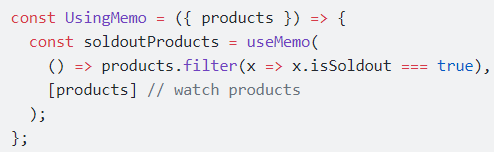 const UsingMemo = ({ products }) => {
  const soldoutProducts = useMemo(
    () => products.filter(x => x.isSoldout === true),
    [products] // watch products
  );
};